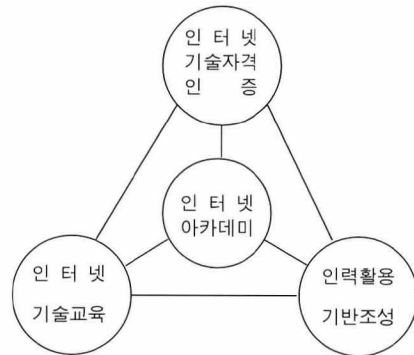 인 터 넷
기술자격
인 증
인 터 넷
아카데미
인 터 넷
기술교육
인력활용
기반조성